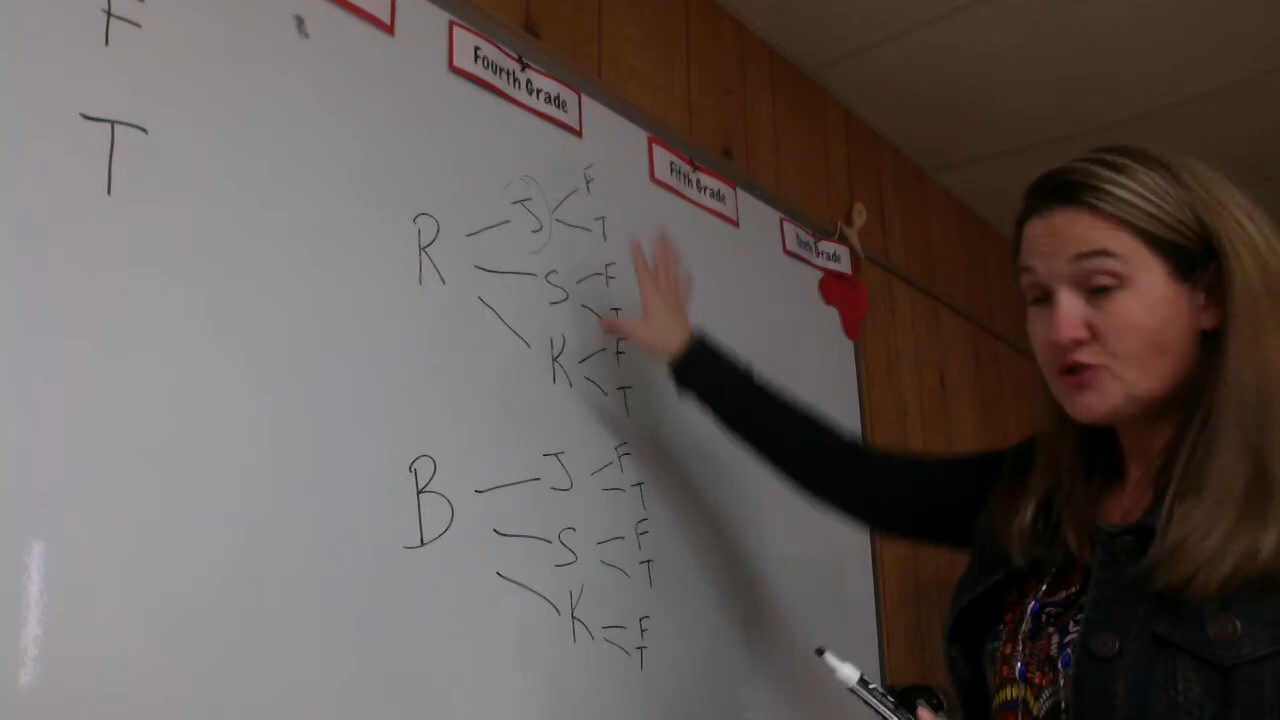 F
T
Fourth Grade
Fifth Grade
Sixth Grade
R J F
T
S F
T
K F
T
B J F
T
S F
T
K F
T